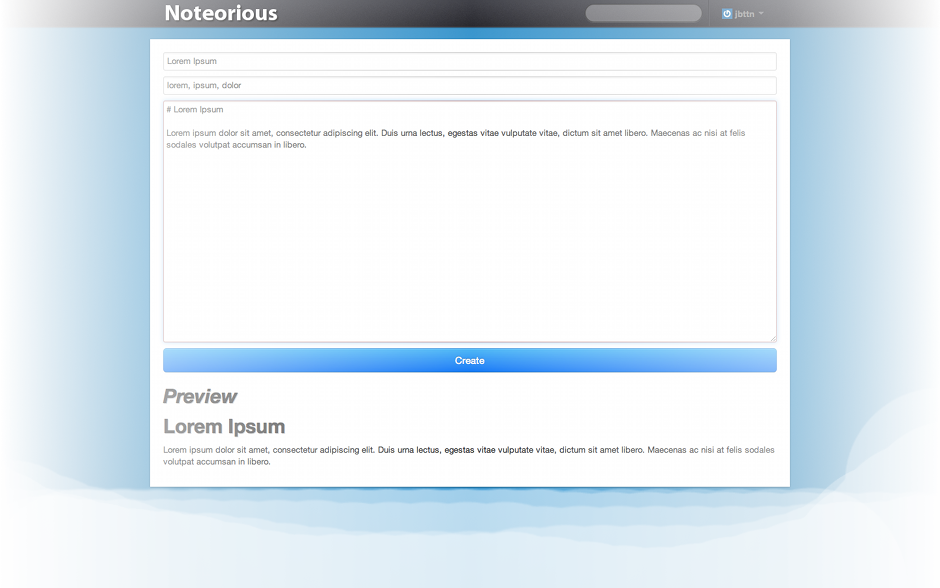 Noteorious
jbttn
Lorem Ipsum
lorem, ipsum, dolor
# Lorem Ipsum
Lorem ipsum dolor sit amet, consectetur adipiscing elit. Duis urna lectus, egestas vitae vulputate vitae, dictum sit amet libero. Maecenas ac nisi at felis
sodales volutpat accumsan in libero.
Create
Preview
Lorem Ipsum
Lorem ipsum dolor sit amet, consectetur adipiscing elit. Duis urna lectus, egestas vitae vulputate vitae, dictum sit amet libero. Maecenas ac nisi at felis sodales
volutpat accumsan in libero.